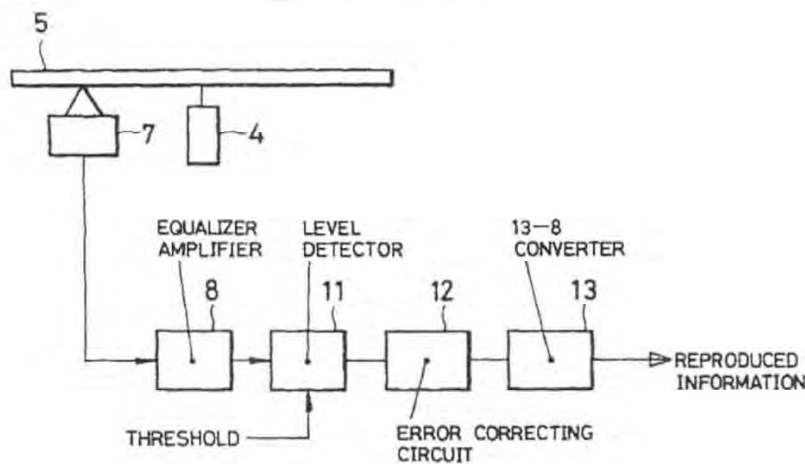 5
7
4
EQUALIZER
AMPLIFIER
LEVEL
DETECTOR
13-8
CONVERTER
8
11
12
13
REPRODUCED
INFORMATION
THRESHOLD
ERROR CORRECTING
CIRCUIT